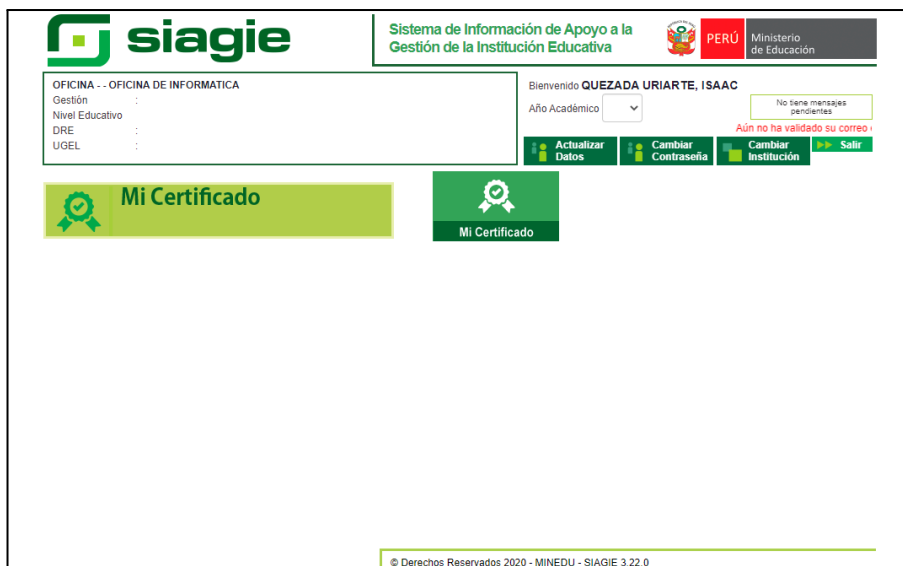 siagie
Sistema de Información de Apoyo a la
Gestión de la Institución Educativa
PERÚ
Ministerio
de Educación
OFICINA - - OFICINA DE INFORMATICA
Gestión :
Nivel Educativo
DRE :
UGEL :
Bienvenido QUEZADA URIARTE, ISAAC
Año Académico
No tiene mensajes
pendientes
Aún no ha validado su correo
Actualizar
Datos
Cambiar
Contraseña
Cambiar
Institución
Salir
Mi Certificado
Mi Certificado
© Derechos Reservados 2020 - MINEDU - SIAGIE 3.22.0